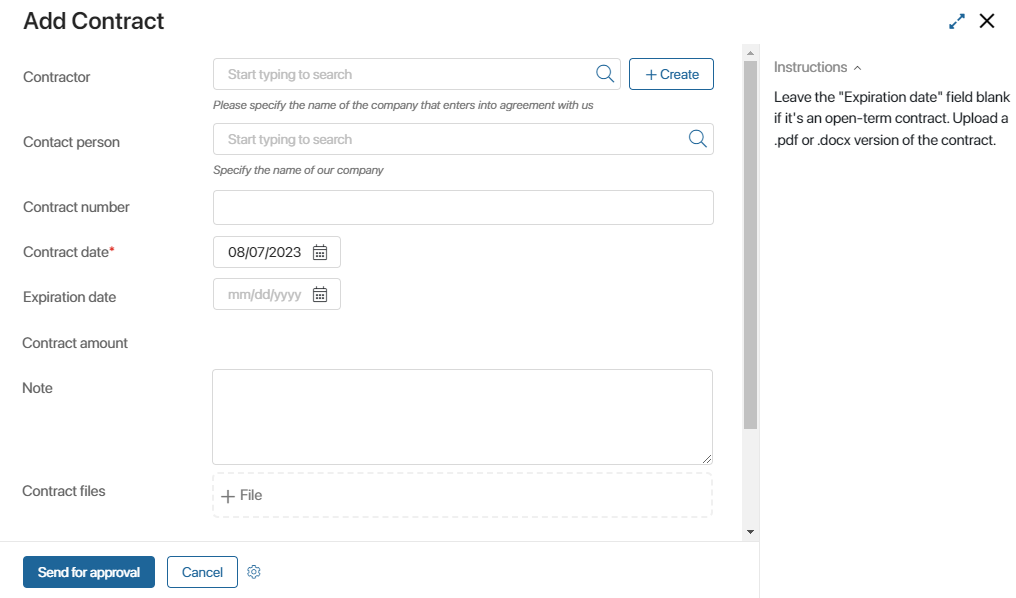 Add Contract
Contractor
Start typing to search
+ Create
Please specify the name of the company that enters into agreement with us
Contact person
Start typing to search
Specify the name of our company
Contract number
Contract date*
08/07/2023
Expiration date
mm/dd/yyyy
Contract amount
Note
Contract files
+ File
Send for approval
Cancel
Instructions
Leave the "Expiration date" field blank
if it's an open-term contract. Upload a
.pdf or .docx version of the contract.